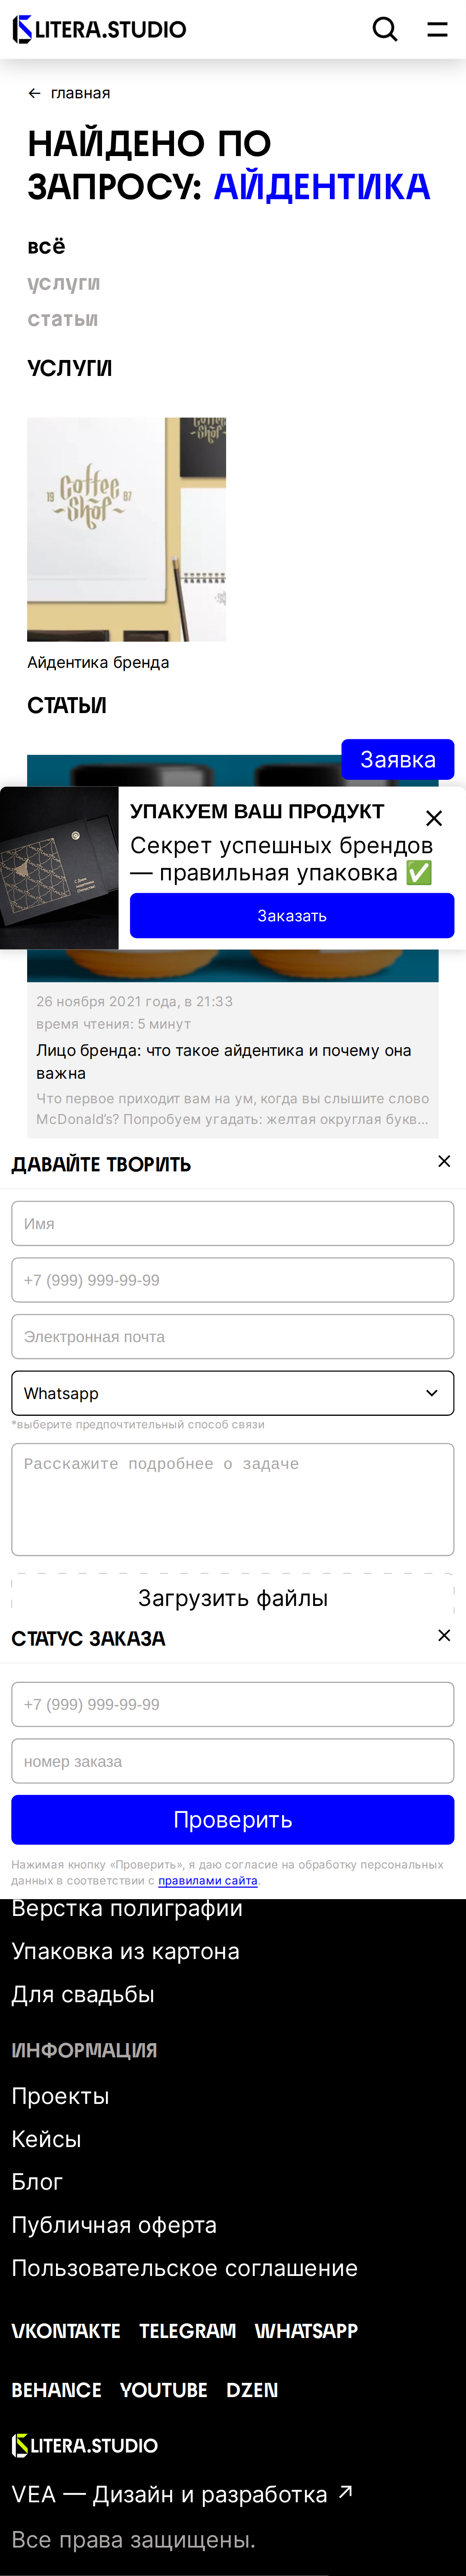 LITERA.STUDIO
← главная
НАЙДЕНО ПО
ЗАПРОСУ: АЙДЕНТИКА
всё
услуги
статьи
УСЛУГИ
Coffee
19 87
Shop
Айдентика бренда
СТАТЬИ
Заявка
УПАКУЕМ ВАШ ПРОДУКТ
Секрет успешных брендов
— правильная упаковка ✅
Заказать
26 ноября 2021 года, в 21:33
время чтения: 5 минут
Лицо бренда: что такое айдентика и почему она
важна
Что первое приходит вам на ум, когда вы слышите слово
McDonald's? Попробуем угадать: желтая округлая букв...
ДАВАЙТЕ ТВОРИТЬ
Имя
+7 (999) 999-99-99
Электронная почта
Whatsapp
*выберите предпочтительный способ связи
Расскажите подробнее о задаче
Загрузить файлы
СТАТУС ЗАКАЗА
+7 (999) 999-99-99
номер заказа
Проверить
Нажимая кнопку «Проверить», я даю согласие на обработку персональных
данных в соответствии с правилами сайта.
Верстка полиграфии
Упаковка из картона
Для свадьбы
ИНФОРМАЦИЯ
Проекты
Кейсы
Блог
Публичная оферта
Пользовательское соглашение
VKONTAKTE TELEGRAM WHATSAPP
BEHANCE YOUTUBE DZEN
LITERA.STUDIO
VEA — Дизайн и разработка ↗
Все права защищены.